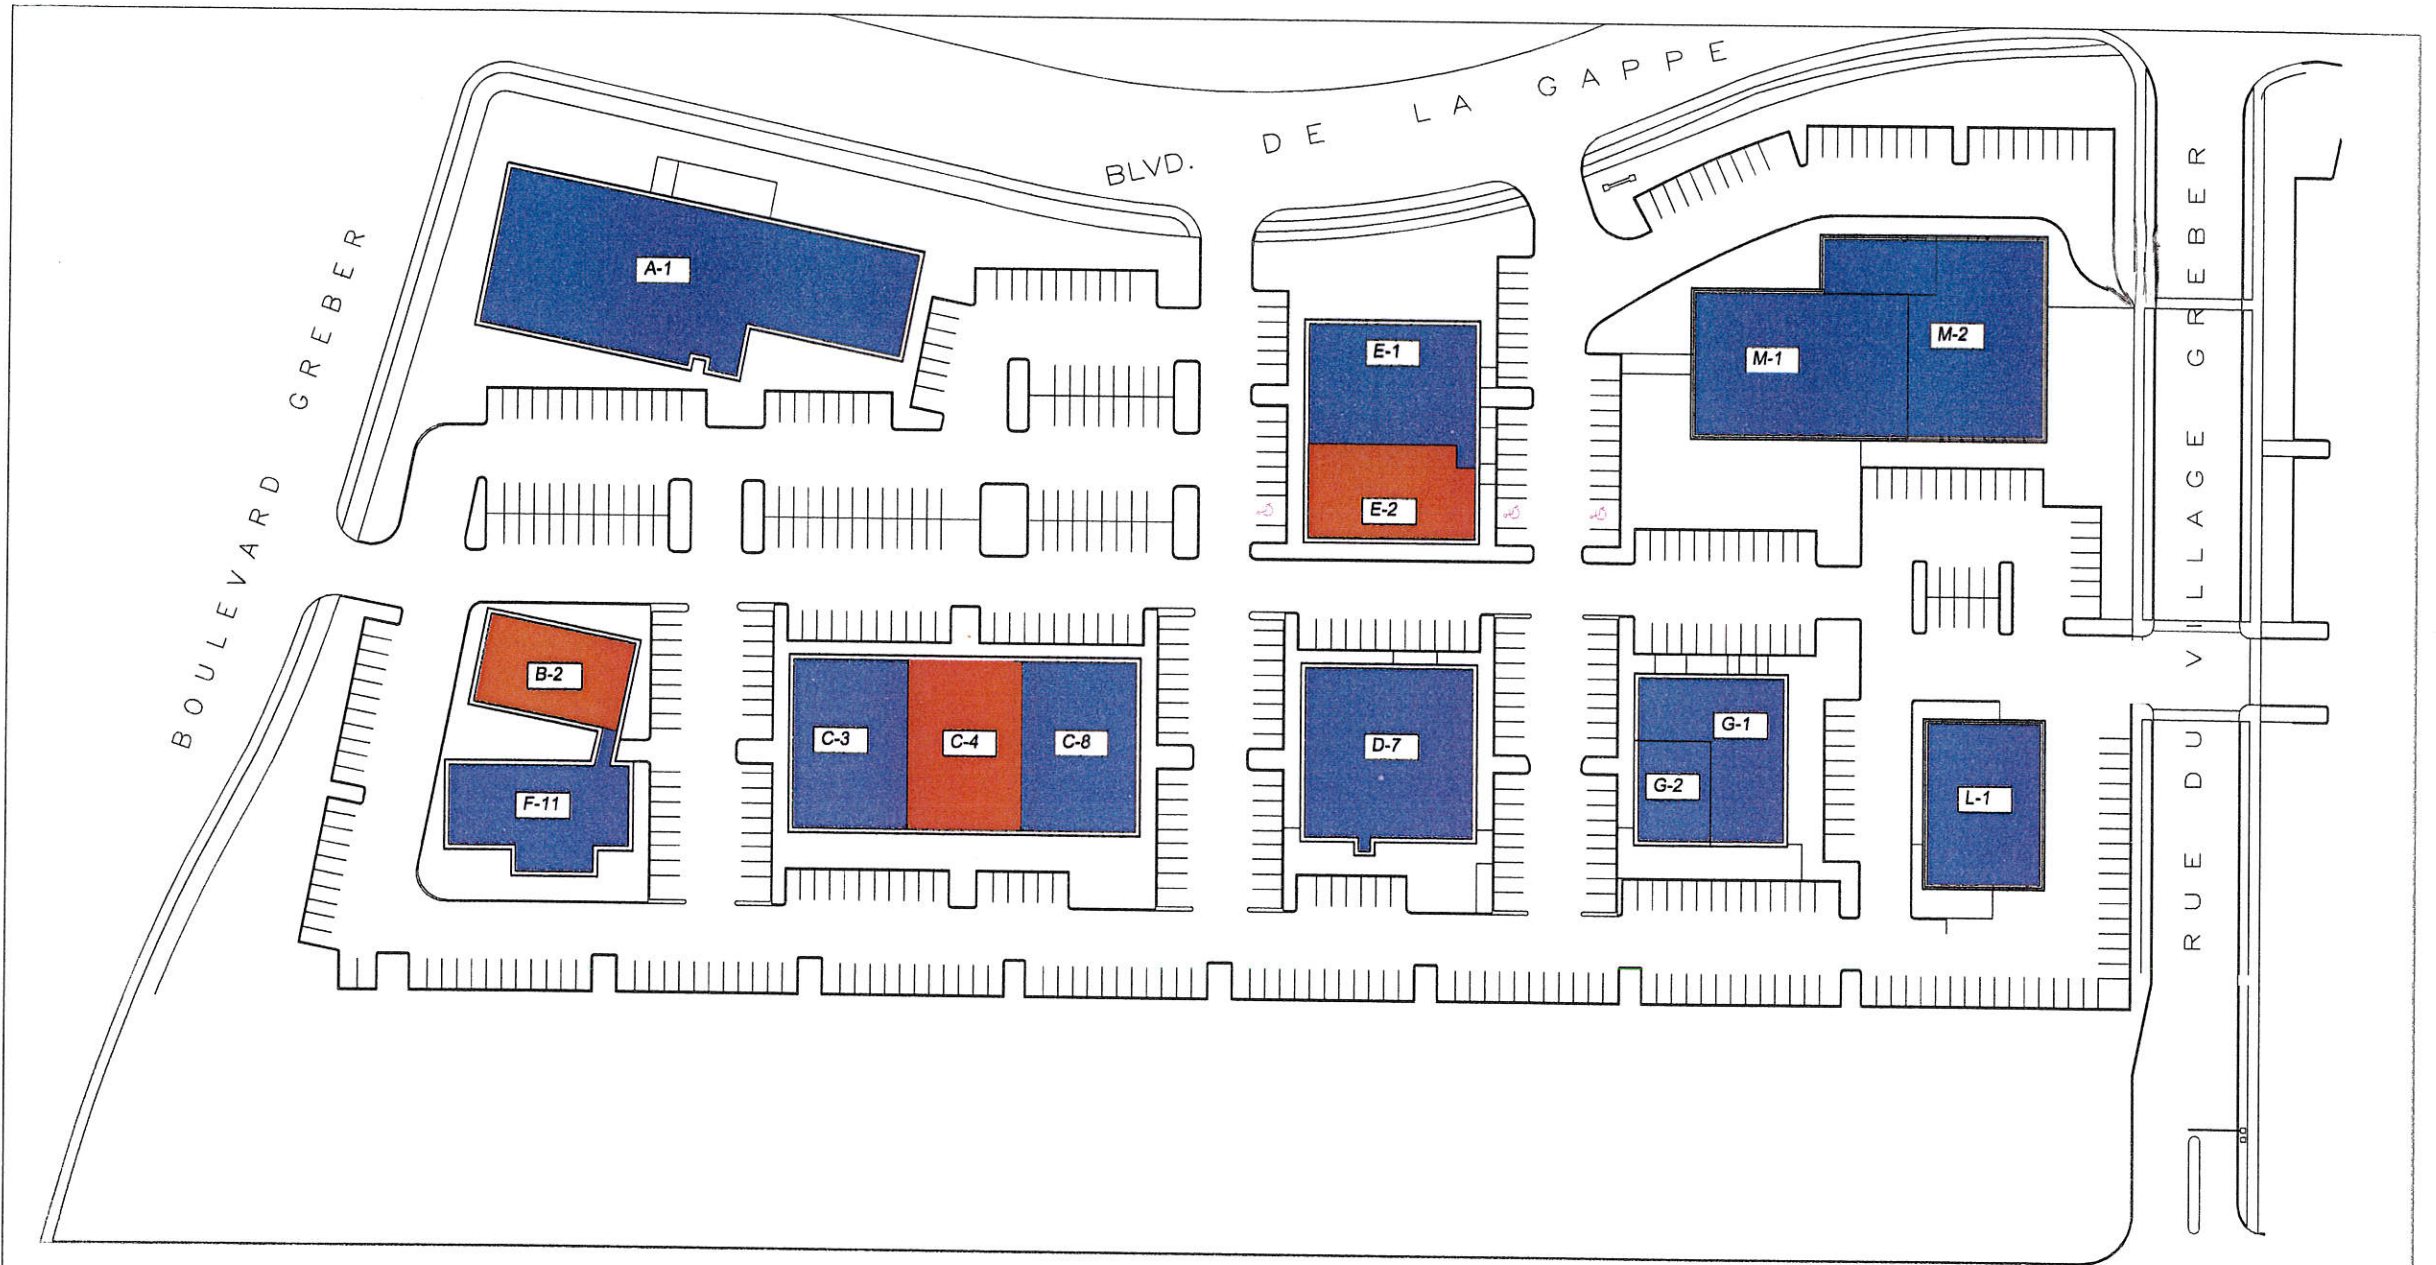 BLVD. DE LA GAPPE
BOULEVARD GREBER
RUE DU VILLAGE GREBER
A-1
E-1
M-1
M-2
E-2
B-2
C-3
C-4
C-8
D-7
G-1
G-2
F-11
L-1